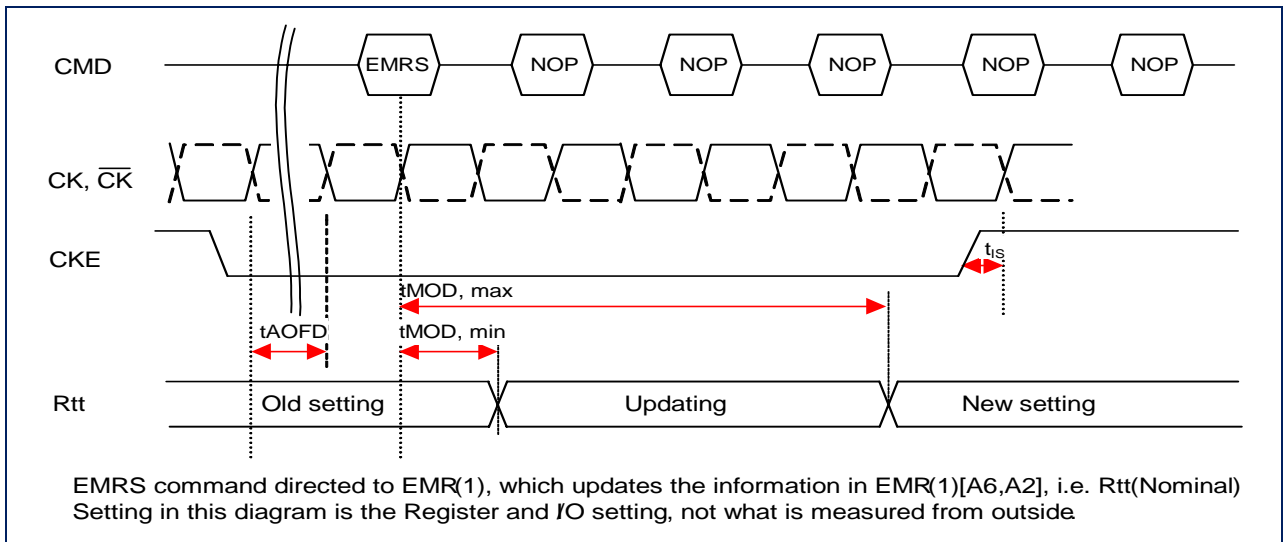 CMD EMRS NOP NOP NOP NOP NOP
CK, C̅K̅
CKE
tIS
tMOD, max
tAOFD tMOD, min
Rtt Old setting Updating New setting
EMRS command directed to EMR(1), which updates the information in EMR(1)[A6,A2], i.e. Rtt(Nominal)
Setting in this diagram is the Register and I/O setting, not what is measured from outside.